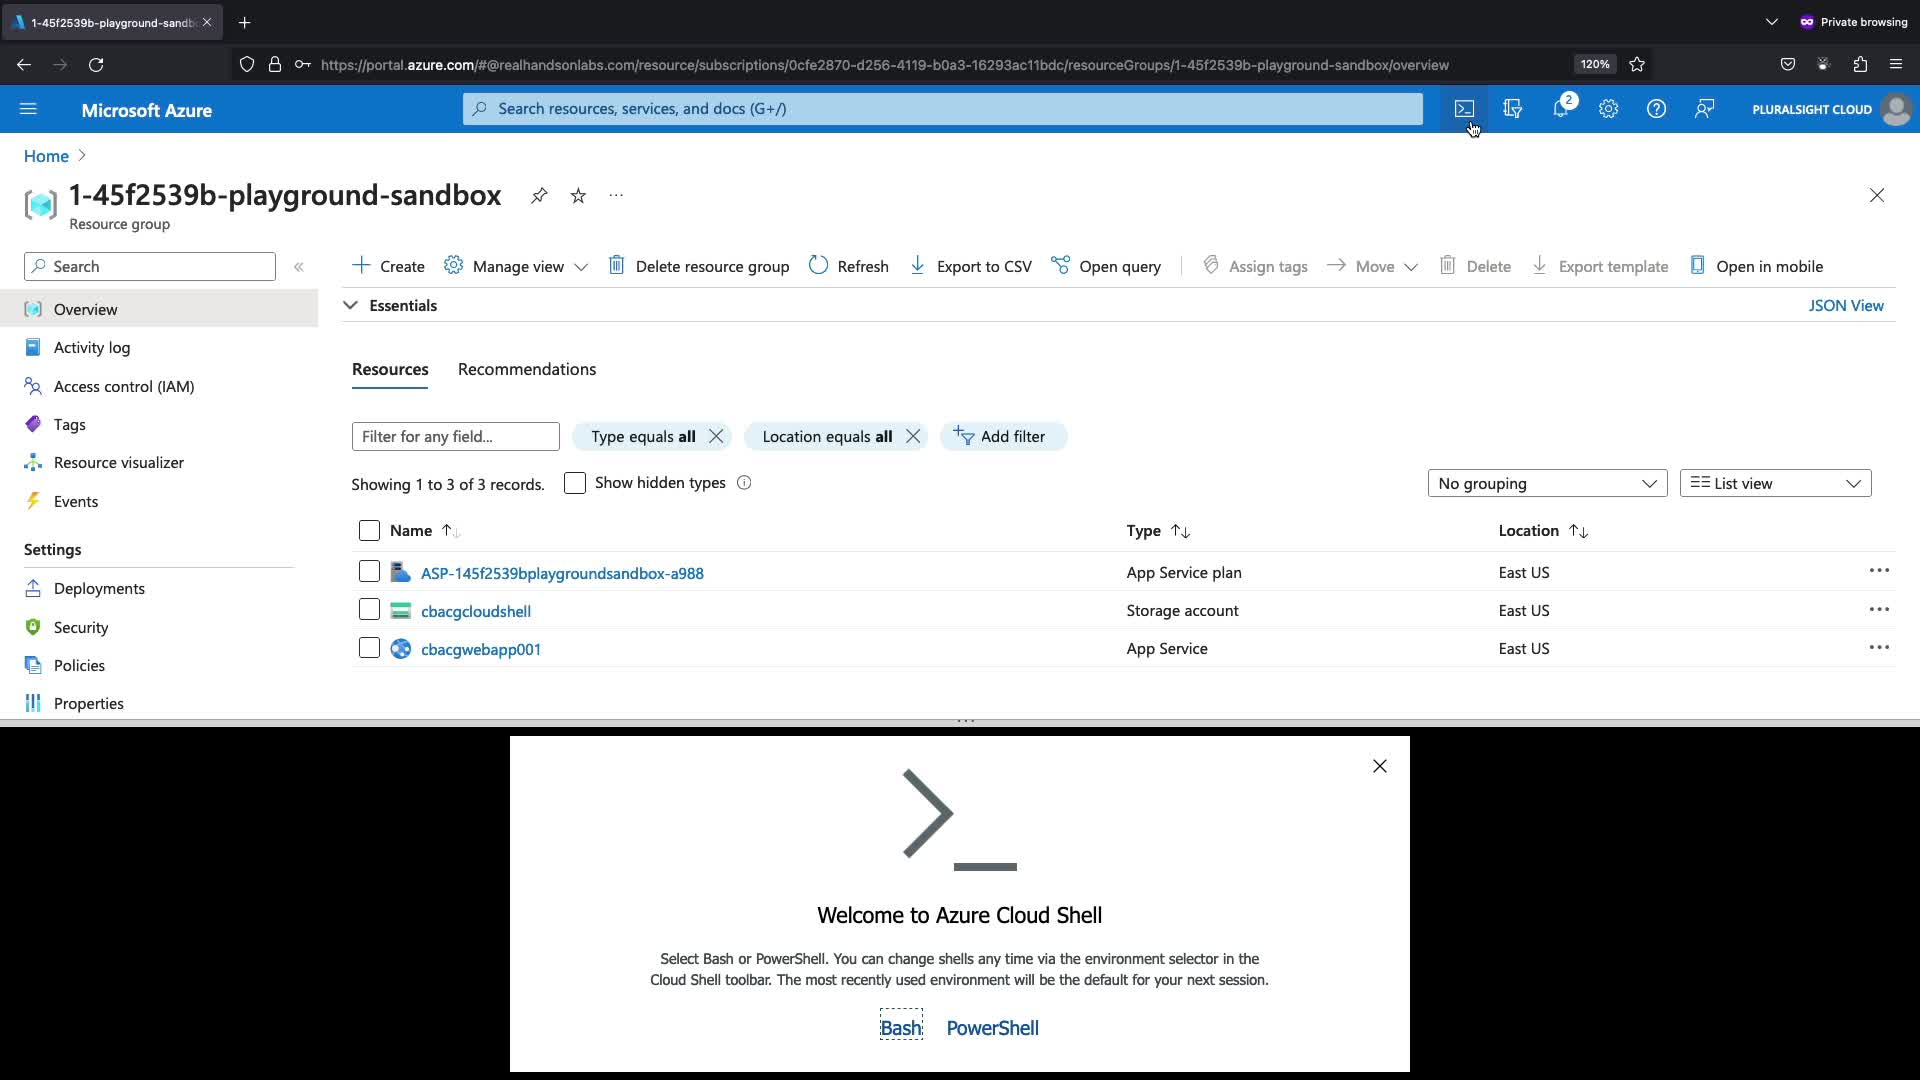 1-45f2539b-playground-sandb
Private browsing
https://portal.azure.com/#@realhandsonlabs.com/resource/subscriptions/0cfe2870-d256-4119-b0a3-16293ac11bdc/resourceGroups/1-45f2539b-playground-sandbox/overview
120%
Microsoft Azure
Search resources, services, and docs (G+/)
2
PLURALSIGHT CLOUD
Home
1-45f2539b-playground-sandbox
Resource group
Search
Create
Manage view
Delete resource group
Refresh
Export to CSV
Open query
Assign tags
Move
Delete
Export template
Open in mobile
Overview
Activity log
Access control (IAM)
Tags
Resource visualizer
Events
Settings
Deployments
Security
Policies
Properties
Essentials
JSON View
Resources
Recommendations
Filter for any field...
Type equals all
Location equals all
Add filter
Showing 1 to 3 of 3 records.
Show hidden types
No grouping
List view
Name
Type
Location
ASP-145f2539bplaygroundsandbox-a988
App Service plan
East US
cbacgcloudshell
Storage account
East US
cbacgwebapp001
App Service
East US
Welcome to Azure Cloud Shell
Select Bash or PowerShell. You can change shells any time via the environment selector in the
Cloud Shell toolbar. The most recently used environment will be the default for your next session.
Bash
PowerShell